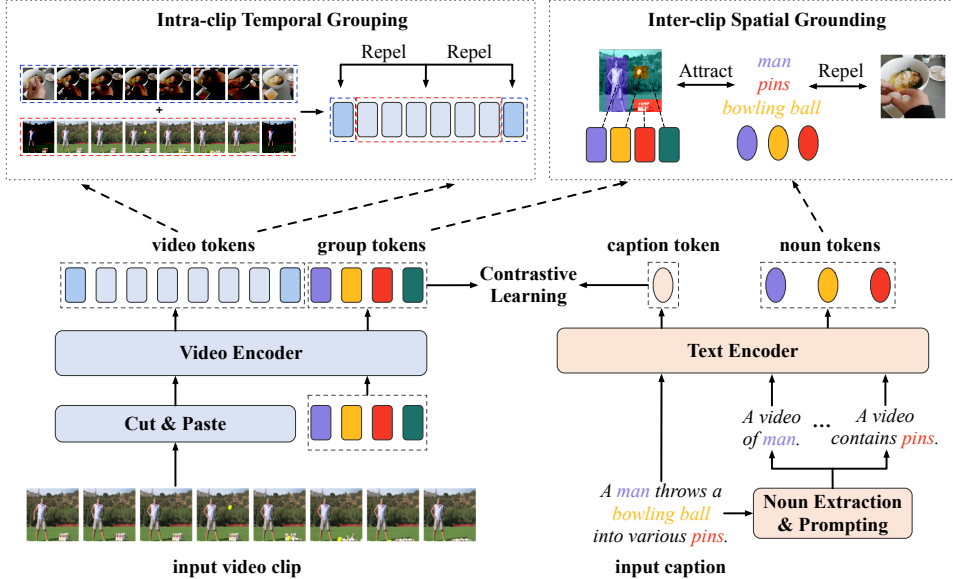 Intra-clip Temporal Grouping
Repel
Repel
+
Inter-clip Spatial Grounding
Attract
man
pins
bowling ball
Repel
video tokens
group tokens
caption token
noun tokens
Contrastive
Learning
Video Encoder
Text Encoder
Cut & Paste
A video
of man.
...
A video
contains pins.
A man throws a
bowling ball
into various pins.
Noun Extraction
& Prompting
input video clip
input caption